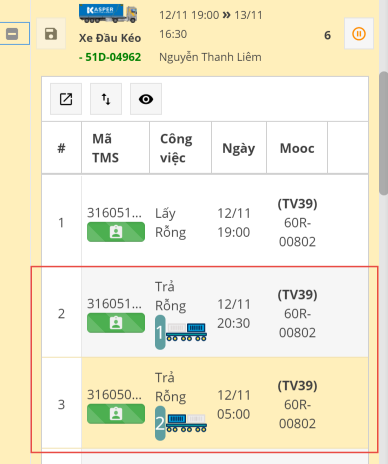 KASPER
Xe Đầu Kéo
- 51D-04962
12/11 19:00 » 13/11
16:30
Nguyễn Thanh Liêm
6
# Mã TMS Công việc Ngày Mooc
1 316051... Lấy Rỗng 12/11 19:00 (TV39) 60R-00802
2 316051... Trả Rỗng 1 12/11 20:30 (TV39) 60R-00802
3 316050... Trả Rỗng 2 12/11 05:00 (TV39) 60R-00802